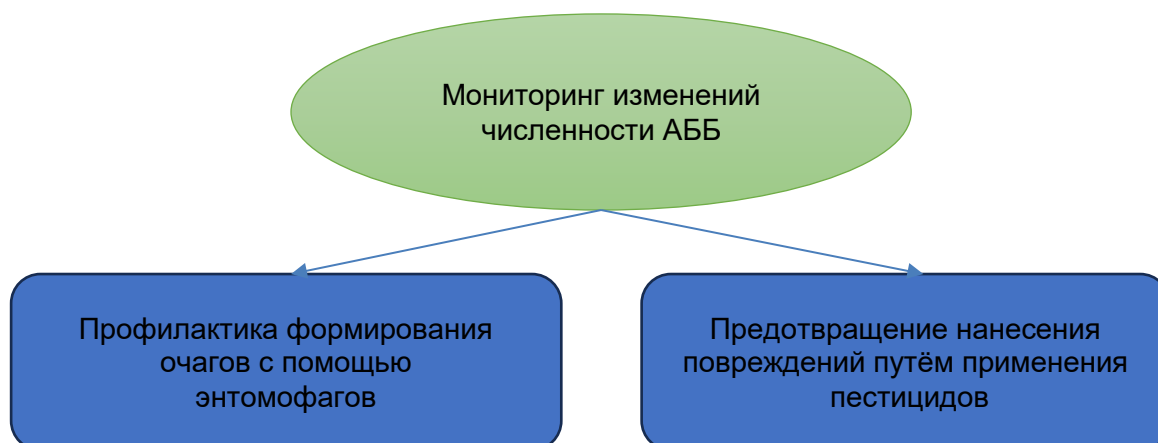 Мониторинг изменений
численности АББ
Профилактика формирования
очагов с помощью
энтомофагов
Предотвращение нанесения
повреждений путём применения
пестицидов